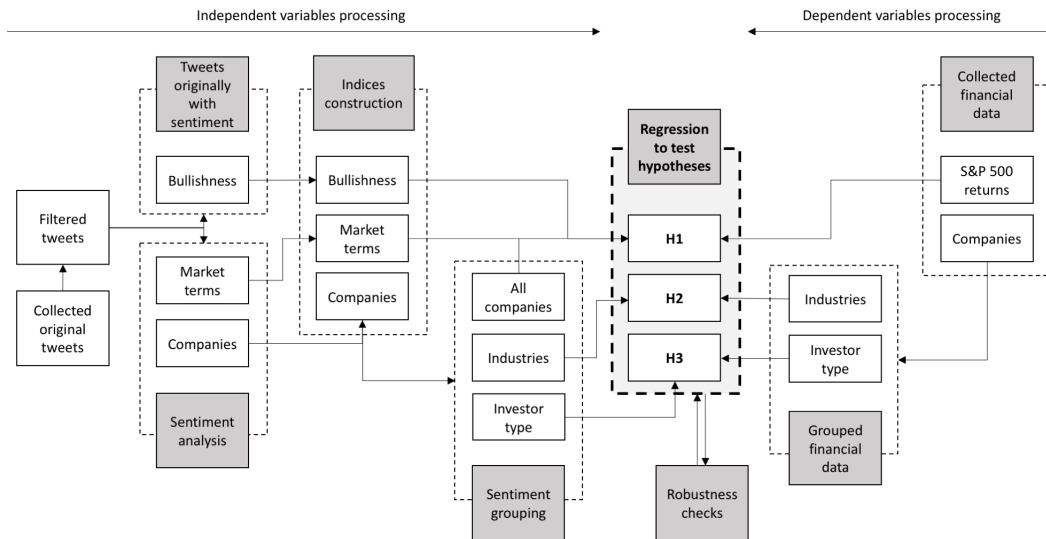 Independent variables processing
Dependent variables processing
Tweets
originally
with
sentiment
Bullishness
Filtered
tweets
Collected
original
tweets
Market
terms
Companies
Sentiment
analysis
Indices
construction
Bullishness
Market
terms
Companies
All
companies
Industries
Investor
type
Sentiment
grouping
Regression
to test
hypotheses
H1
H2
H3
Robustness
checks
Collected
financial
data
S&P 500
returns
Companies
Industries
Investor
type
Grouped
financial
data